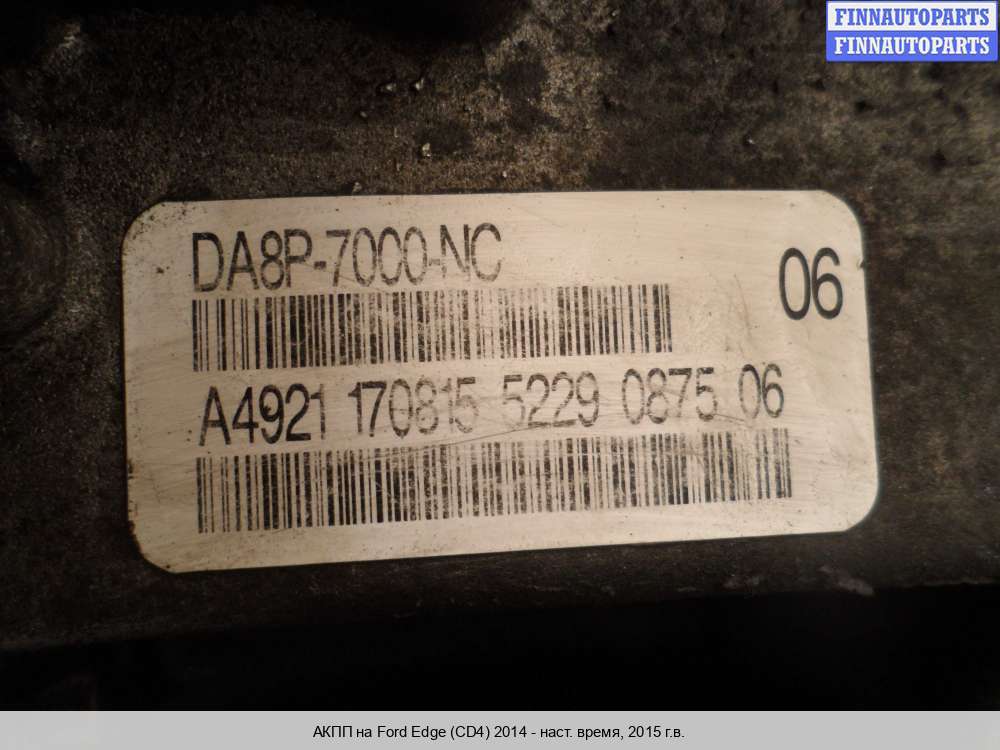 FINNAUTOPARTS
FINNAUTOPARTS
DA8P-7000-NC
06
A4921 170815 5229 0875 06
АКПП на Ford Edge (CD4) 2014 - наст. время, 2015 г.в.